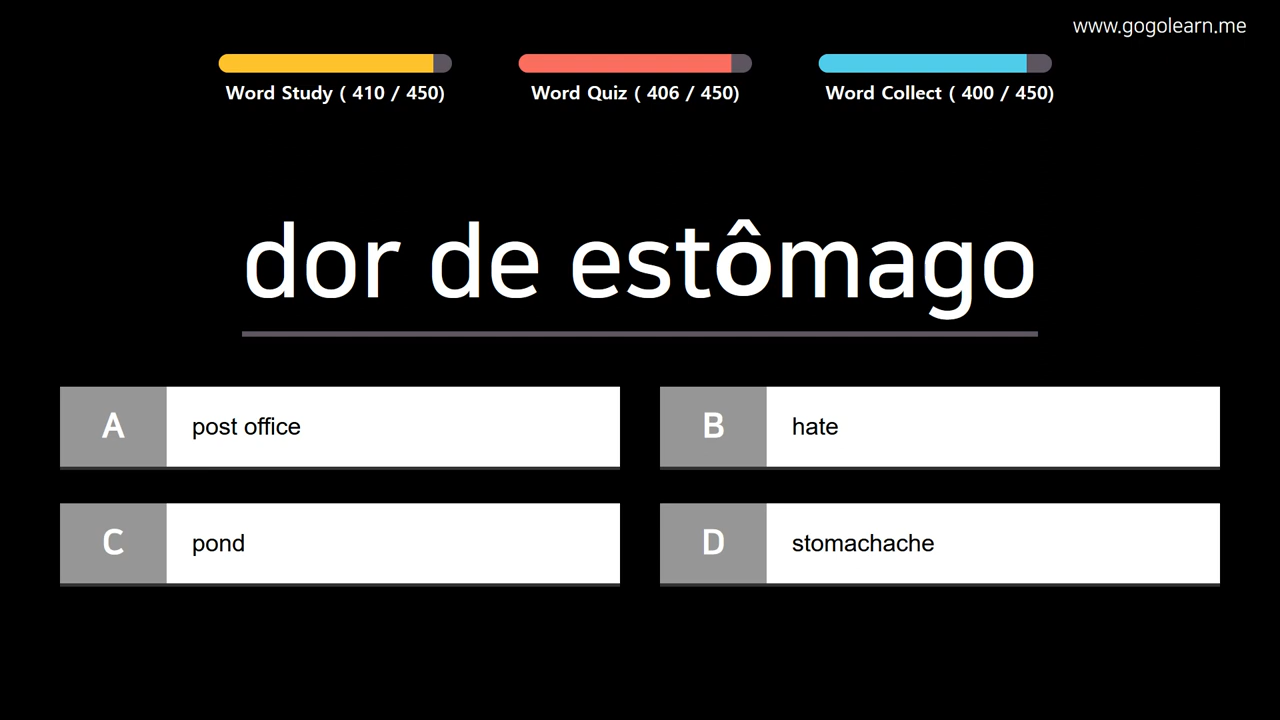 www.gogolearn.me
Word Study ( 410 / 450)
Word Quiz ( 406 / 450)
Word Collect ( 400 / 450)
dor de estômago
A post office
B hate
C pond
D stomachache